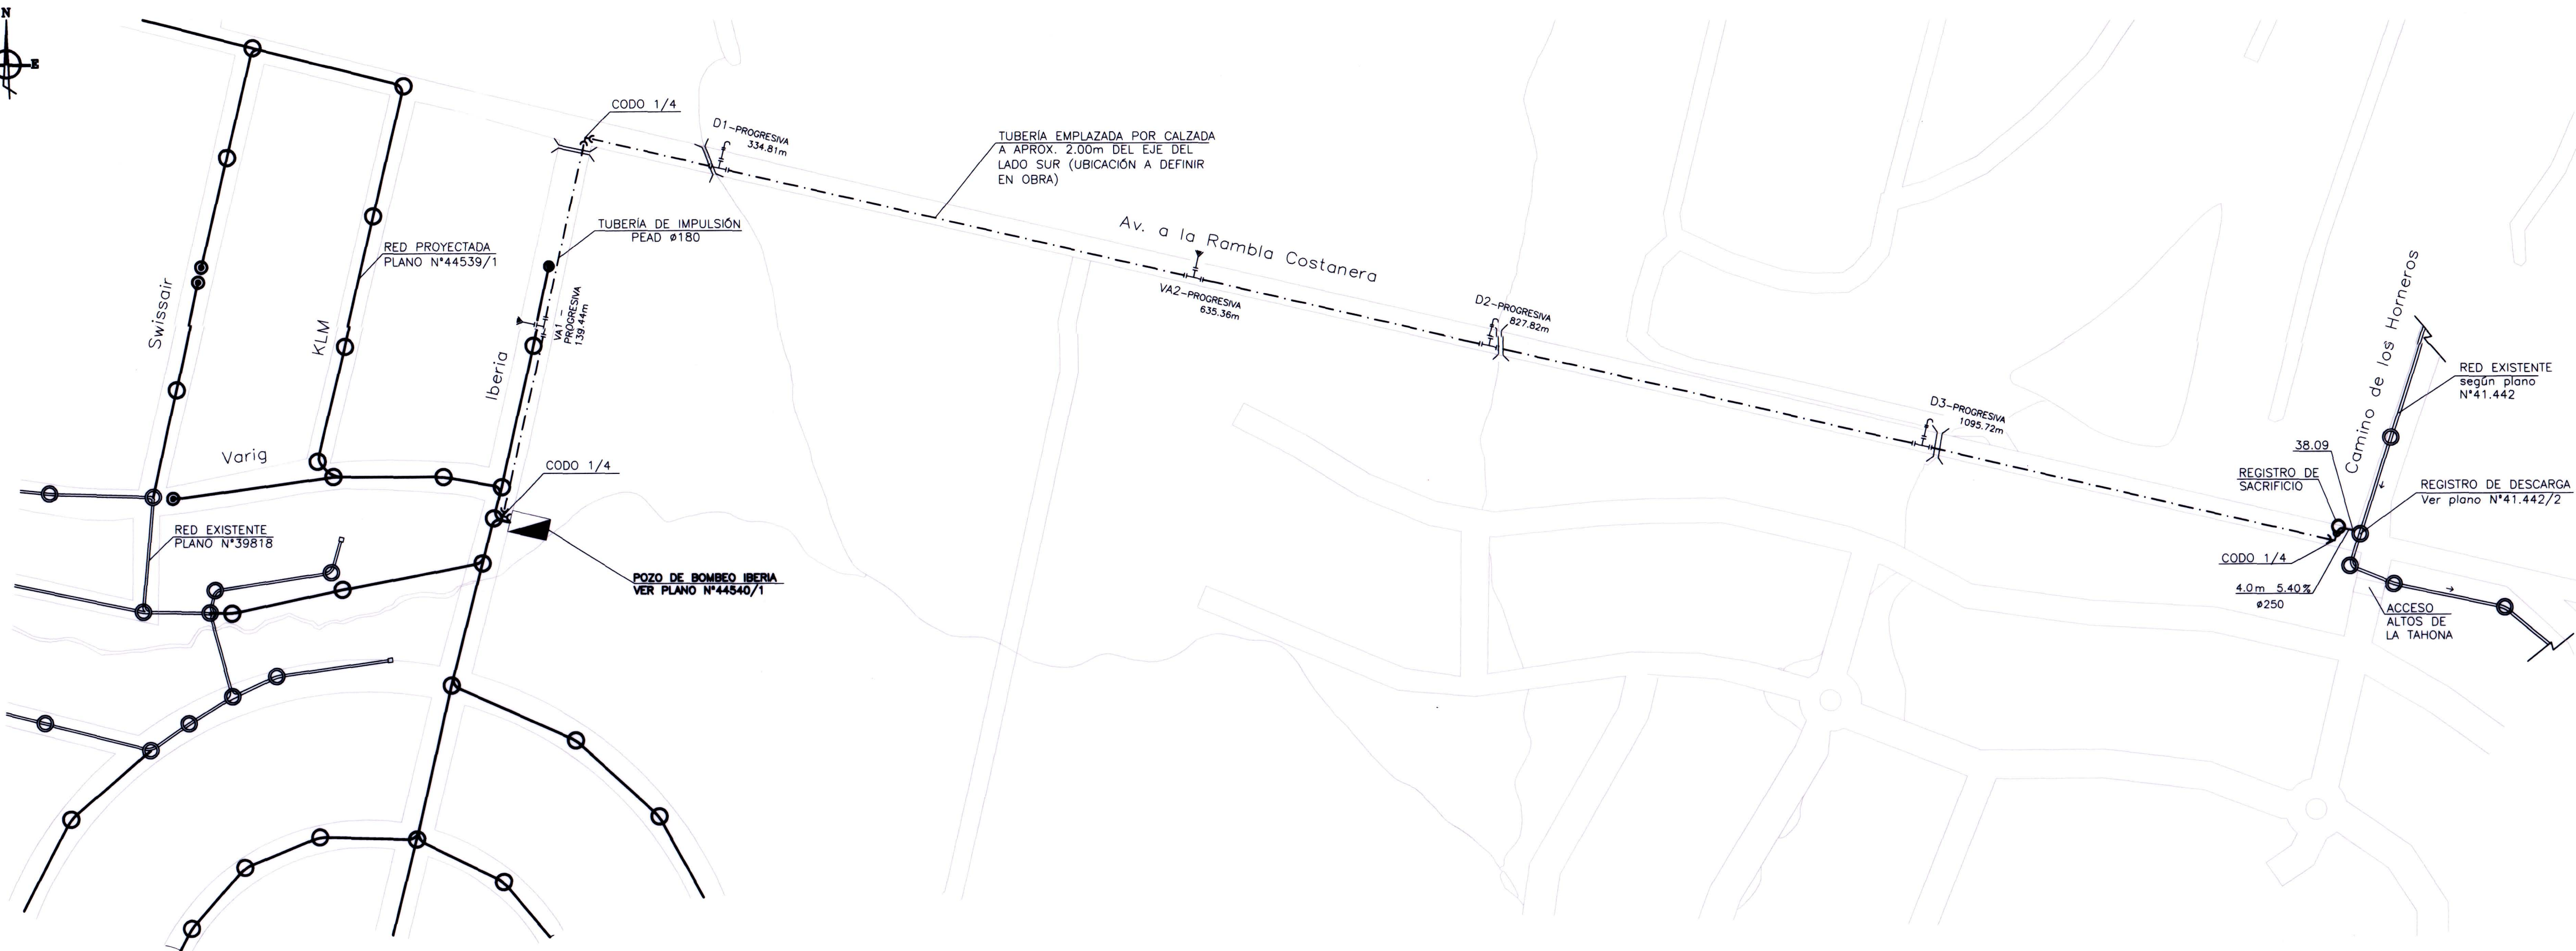 N
E
CODO 1/4
D1-PROGRESIVA
334.81m
TUBERÍA EMPLAZADA POR CALZADA
A APROX. 2.00m DEL EJE DEL
LADO SUR (UBICACIÓN A DEFINIR
EN OBRA)
TUBERÍA DE IMPULSIÓN
PEAD ø180
RED PROYECTADA
PLANO N°44539/1
Av. a la Rambla Costanera
VA2-PROGRESIVA
635.36m
D2-PROGRESIVA
827.82m
Swissair
KLM
Iberia
VA1 -
PROGRESIVA
139.44m
Camino de los Horneros
RED EXISTENTE
según plano
N°41.442
D3-PROGRESIVA
1095.72m
Varig
CODO 1/4
38.09
REGISTRO DE
SACRIFICIO
REGISTRO DE DESCARGA
Ver plano N°41.442/2
RED EXISTENTE
PLANO N°39818
POZO DE BOMBEO IBERIA
VER PLANO N°44540/1
CODO 1/4
4.0m 5.40%
ø250
ACCESO
ALTOS DE
LA TAHONA